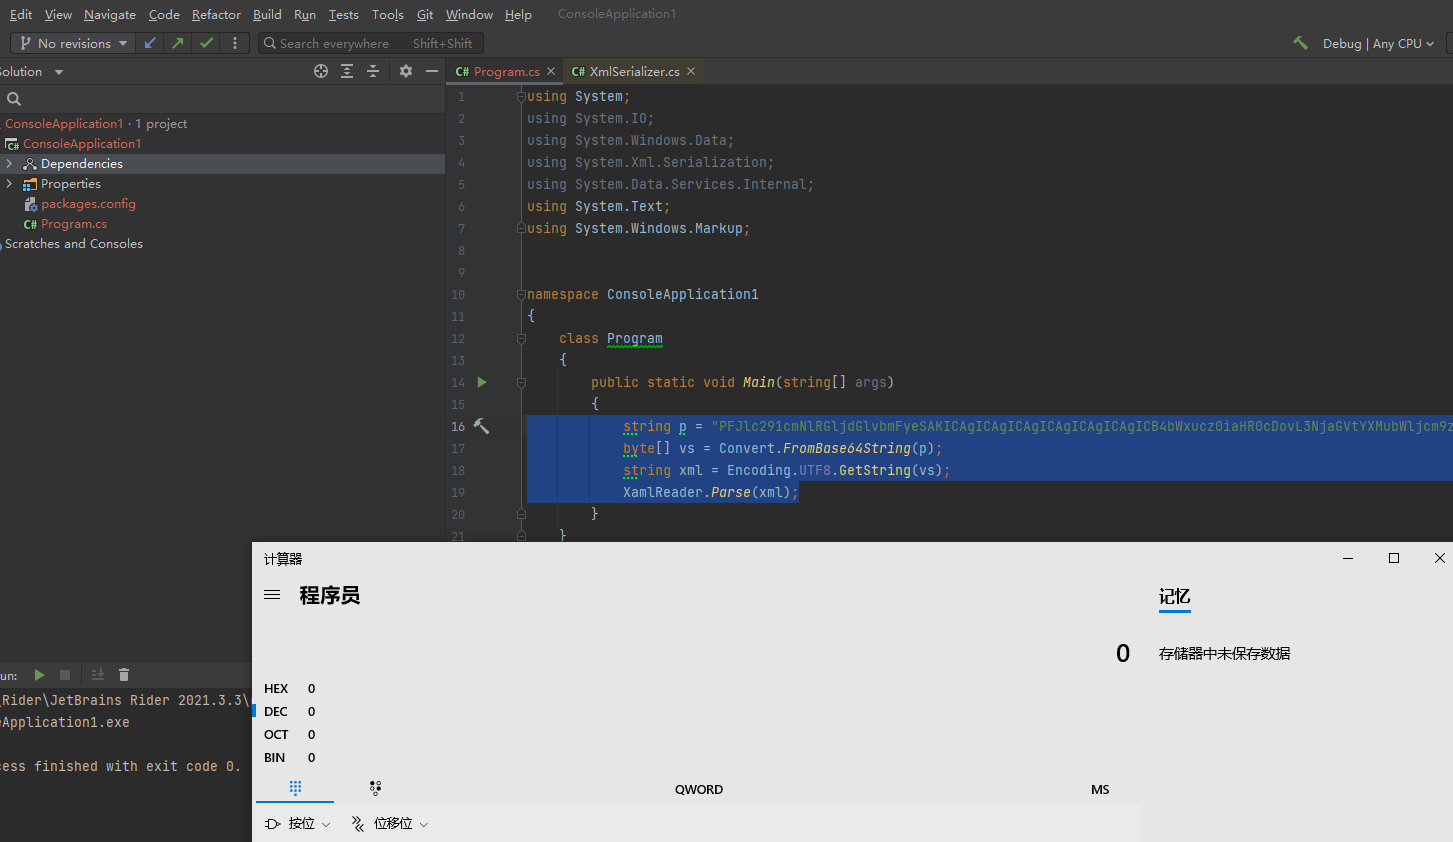 Edit View Navigate Code Refactor Build Run Tests Tools Git Window Help ConsoleApplication1
No revisions Search everywhere Shift+Shift Debug | Any CPU
Solution C# Program.cs C# XmlSerializer.cs
ConsoleApplication1 · 1 project
C# ConsoleApplication1
Dependencies
Properties
packages.config
C# Program.cs
Scratches and Consoles
1 using System;
2 using System.IO;
3 using System.Windows.Data;
4 using System.Xml.Serialization;
5 using System.Data.Services.Internal;
6 using System.Text;
7 using System.Windows.Markup;
8
9
10 namespace ConsoleApplication1
11 {
12 class Program
13 {
14 public static void Main(string[] args)
15 {
16 string p = "PFJlc291cmNlRGljdGlvbmFyeSAKICAgICAgICAgICAgICAgICAgICAgICB4bWxucz0iaHR0cDovL3NjaGVtYXMubWljcm9z
17 byte[] vs = Convert.FromBase64String(p);
18 string xml = Encoding.UTF8.GetString(vs);
19 XamlReader.Parse(xml);
20 }
21 }
un:
\Rider\JetBrains Rider 2021.3.3\
eApplication1.exe
cess finished with exit code 0.
计算器
程序员
记忆
0
存储器中未保存数据
HEX 0
DEC 0
OCT 0
BIN 0
QWORD MS
按位 位移位